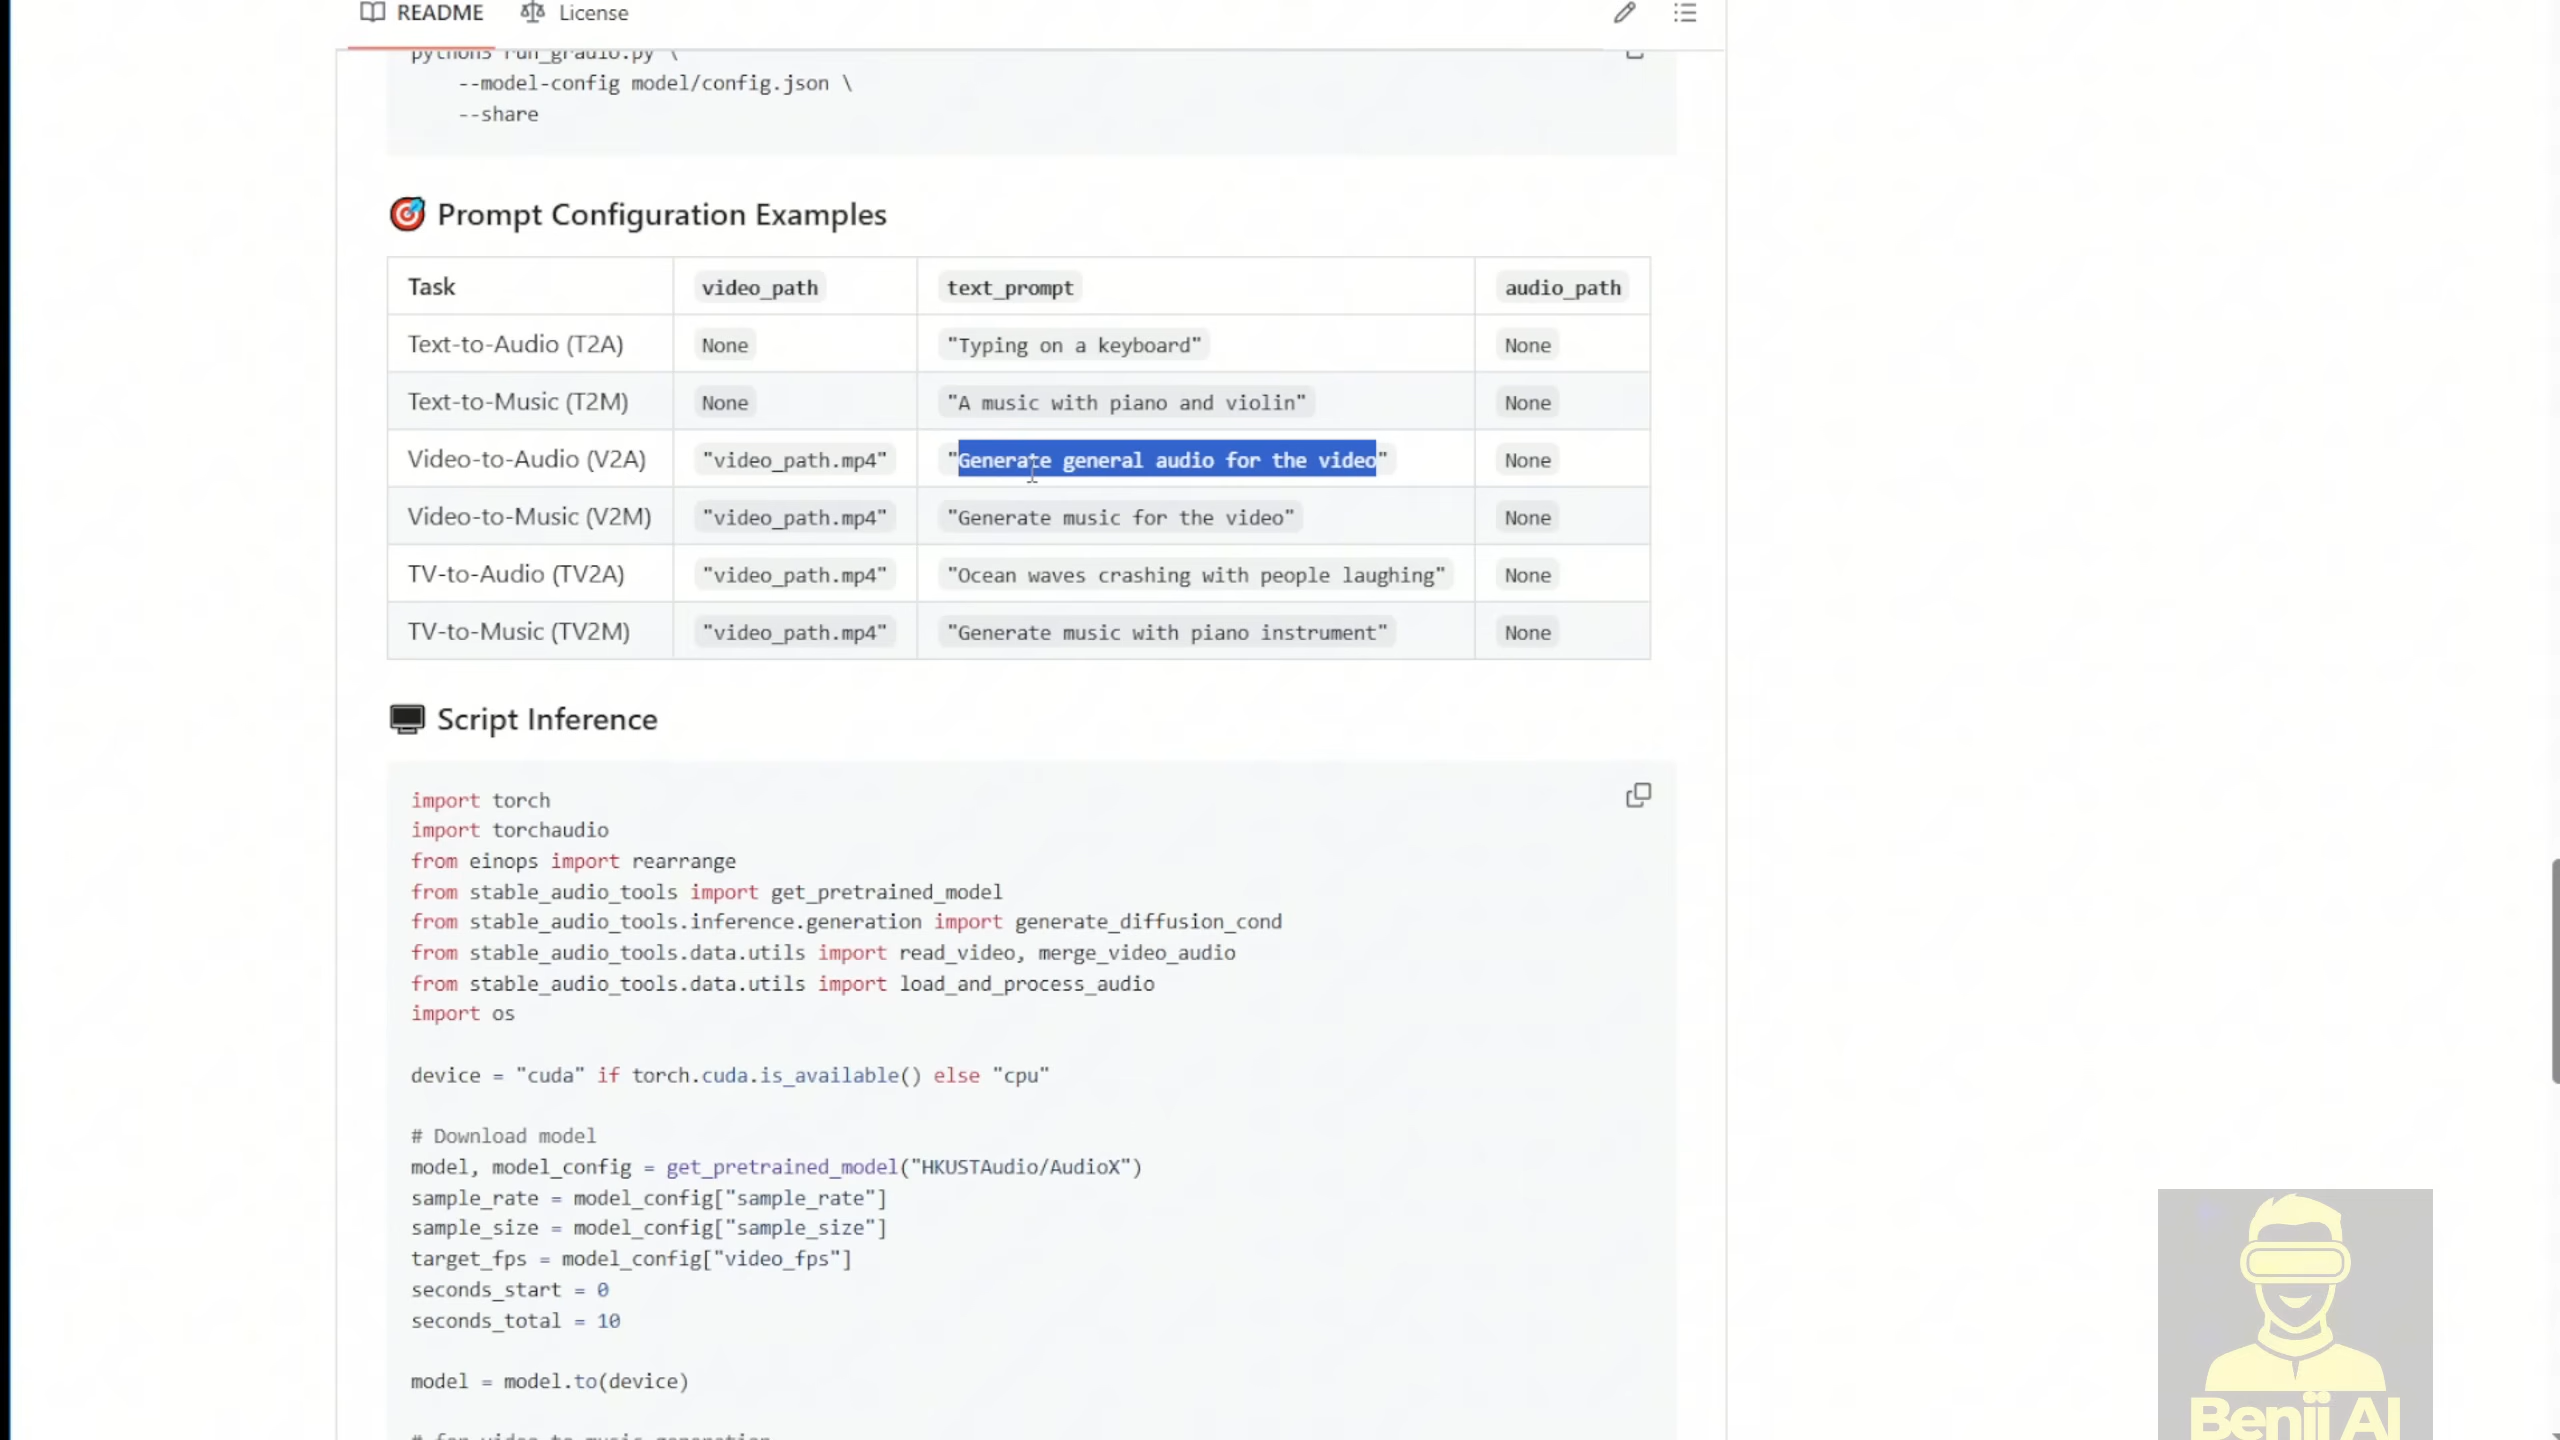 README License
python3 run_gradio.py \
--model-config model/config.json \
--share
Prompt Configuration Examples
Task video_path text_prompt audio_path
Text-to-Audio (T2A) None "Typing on a keyboard" None
Text-to-Music (T2M) None "A music with piano and violin" None
Video-to-Audio (V2A) "video_path.mp4" "Generate general audio for the video" None
Video-to-Music (V2M) "video_path.mp4" "Generate music for the video" None
TV-to-Audio (TV2A) "video_path.mp4" "Ocean waves crashing with people laughing" None
TV-to-Music (TV2M) "video_path.mp4" "Generate music with piano instrument" None
Script Inference
import torch
import torchaudio
from einops import rearrange
from stable_audio_tools import get_pretrained_model
from stable_audio_tools.inference.generation import generate_diffusion_cond
from stable_audio_tools.data.utils import read_video, merge_video_audio
from stable_audio_tools.data.utils import load_and_process_audio
import os
device = "cuda" if torch.cuda.is_available() else "cpu"
# Download model
model, model_config = get_pretrained_model("HKUSTAudio/AudioX")
sample_rate = model_config["sample_rate"]
sample_size = model_config["sample_size"]
target_fps = model_config["video_fps"]
seconds_start = 0
seconds_total = 10
model = model.to(device)
# for video-to-music generation
Benji AI